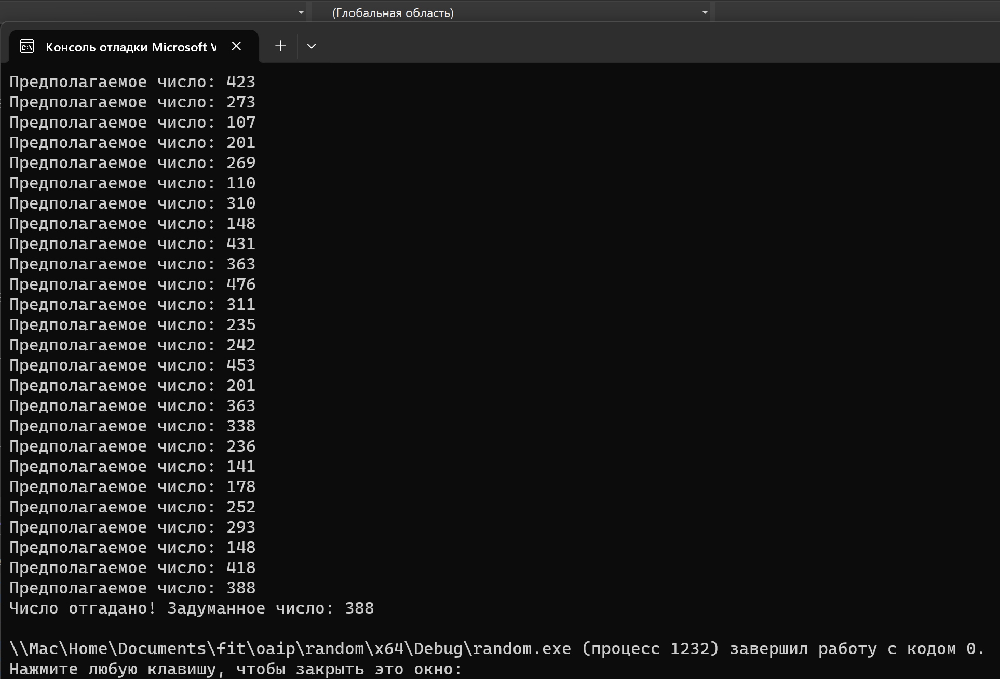 (Глобальная область)
Консоль отладки Microsoft V
Предполагаемое число: 423
Предполагаемое число: 273
Предполагаемое число: 107
Предполагаемое число: 201
Предполагаемое число: 269
Предполагаемое число: 110
Предполагаемое число: 310
Предполагаемое число: 148
Предполагаемое число: 431
Предполагаемое число: 363
Предполагаемое число: 476
Предполагаемое число: 311
Предполагаемое число: 235
Предполагаемое число: 242
Предполагаемое число: 453
Предполагаемое число: 201
Предполагаемое число: 363
Предполагаемое число: 338
Предполагаемое число: 236
Предполагаемое число: 141
Предполагаемое число: 178
Предполагаемое число: 252
Предполагаемое число: 293
Предполагаемое число: 148
Предполагаемое число: 418
Предполагаемое число: 388
Число отгадано! Задуманное число: 388
\\Mac\Home\Documents\fit\oaip\random\x64\Debug\random.exe (процесс 1232) завершил работу с кодом 0.
Нажмите любую клавишу, чтобы закрыть это окно: